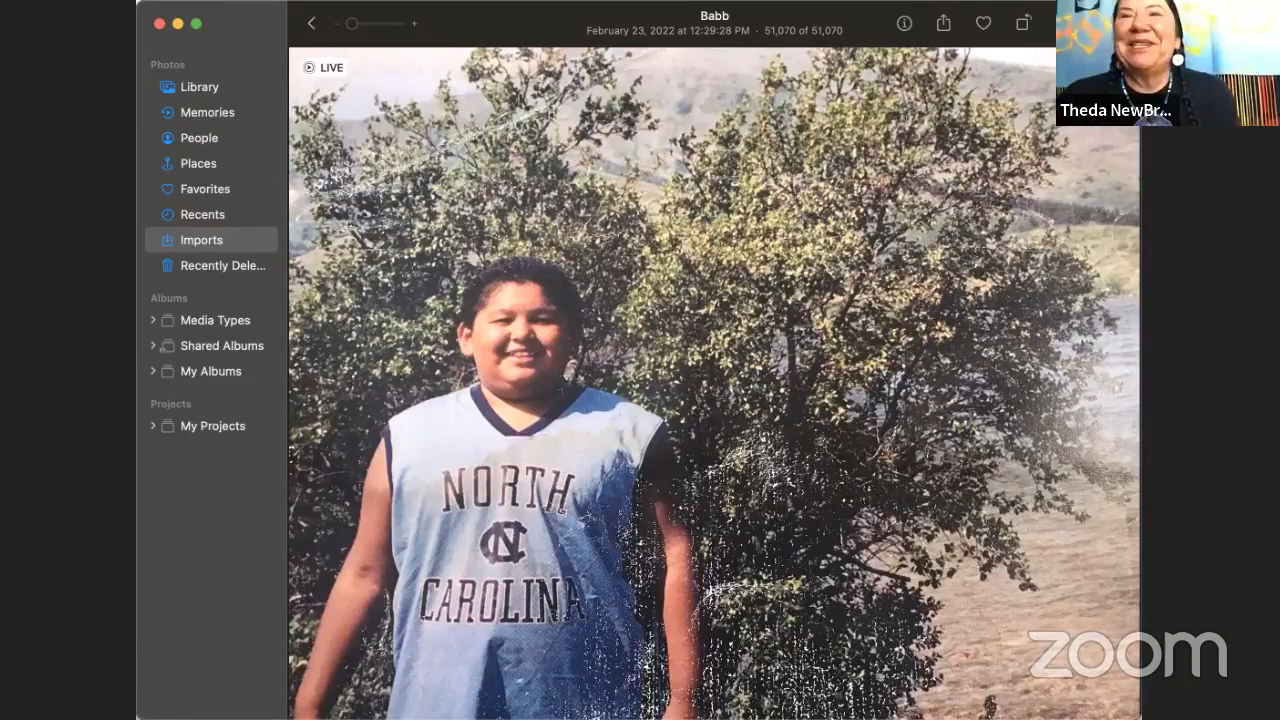 Babb
February 23, 2022 at 12:29:28 PM · 51,070 of 51,070
Photos
Library
Memories
People
Places
Favorites
Recents
Imports
Recently Dele...
Albums
Media Types
Shared Albums
My Albums
Projects
My Projects
LIVE
Theda NewBr...
NORTH
NC
CAROLINA
zoom